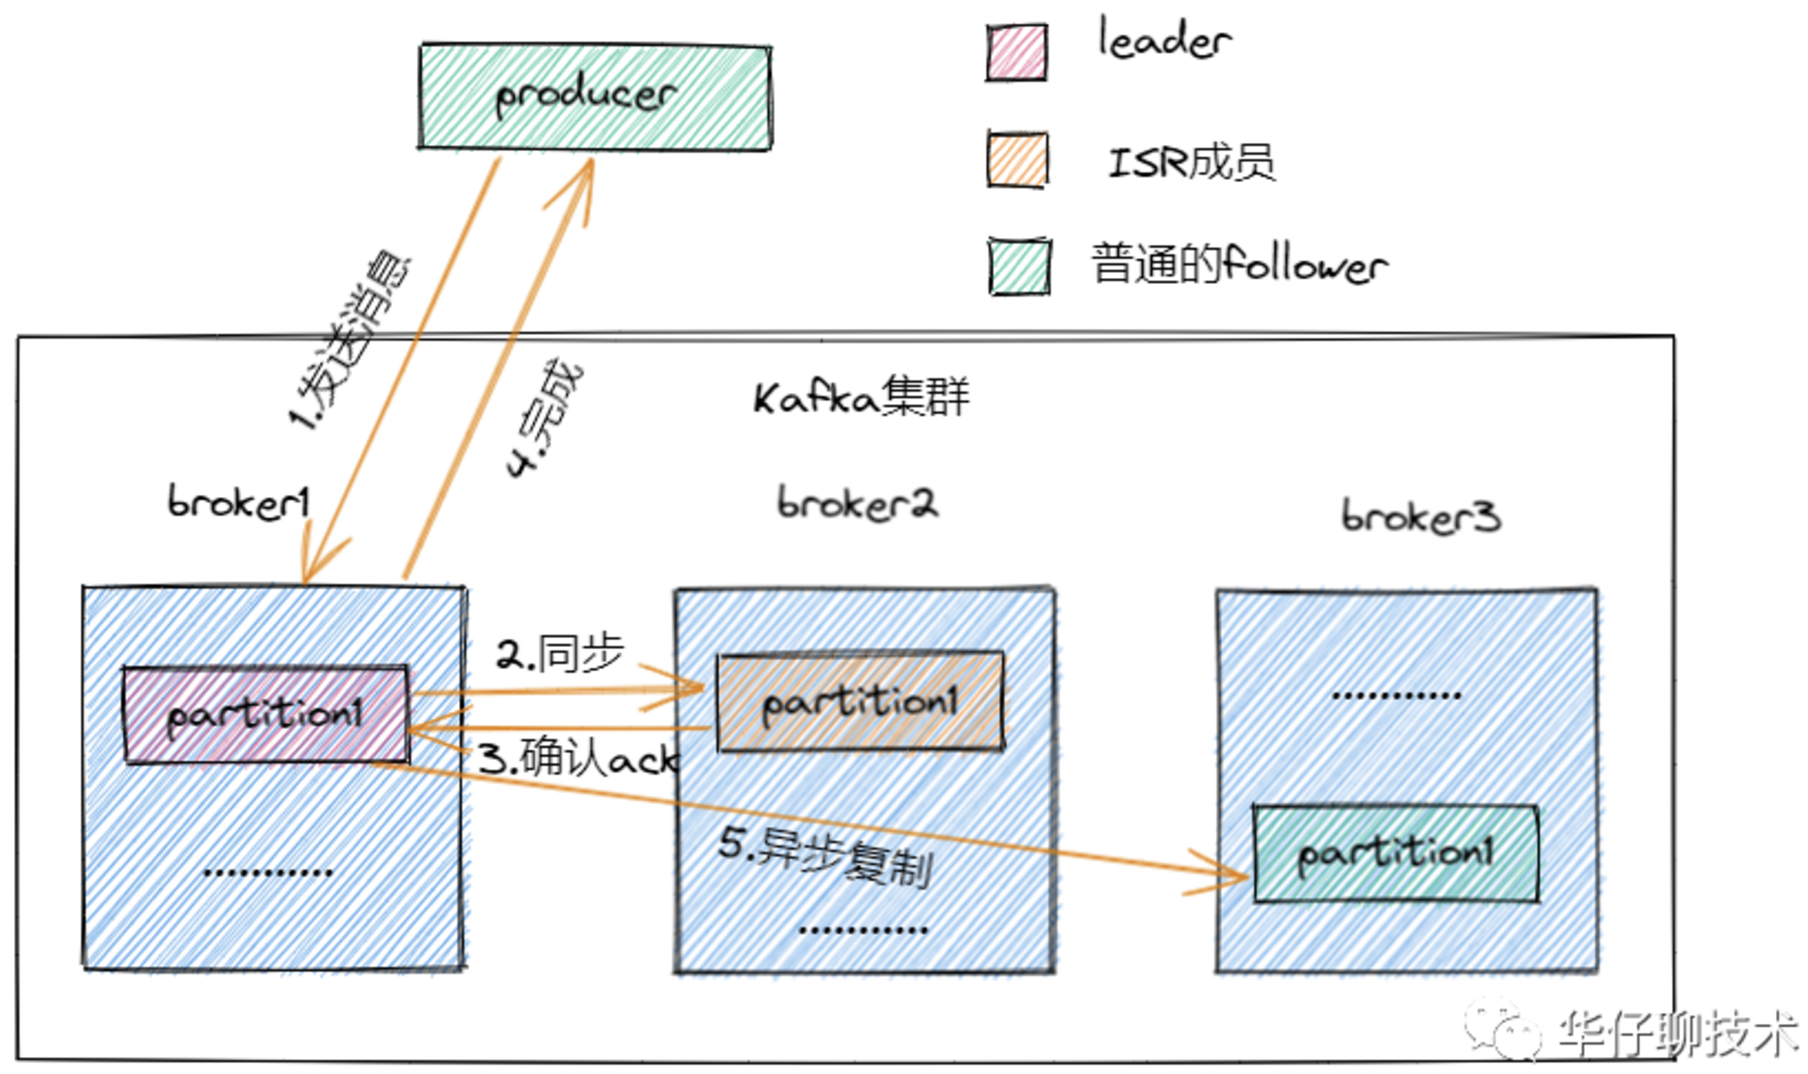 producer
leader
ISR成员
普通的follower
1.发送消息
4.完成
Kafka集群
broker1
broker2
broker3
partition1
...........
2.同步
3.确认ack
partition1
5.异步复制
...........
...........
partition1
华仔聊技术